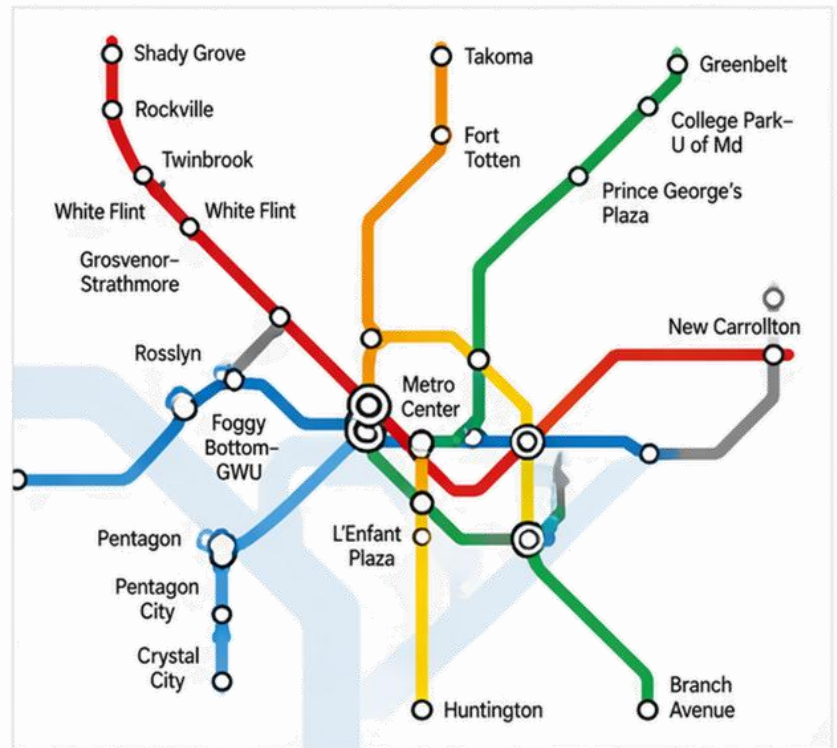 Shady Grove
Takoma
Greenbelt
Rockville
College Park–
U of Md
Fort
Totten
Twinbrook
Prince George's
Plaza
White Flint
White Flint
Grosvenor–
Strathmore
New Carrollton
Rosslyn
Metro
Center
Foggy
Bottom–
GWU
L'Enfant
Plaza
Pentagon
Pentagon
City
Crystal
City
Huntington
Branch
Avenue